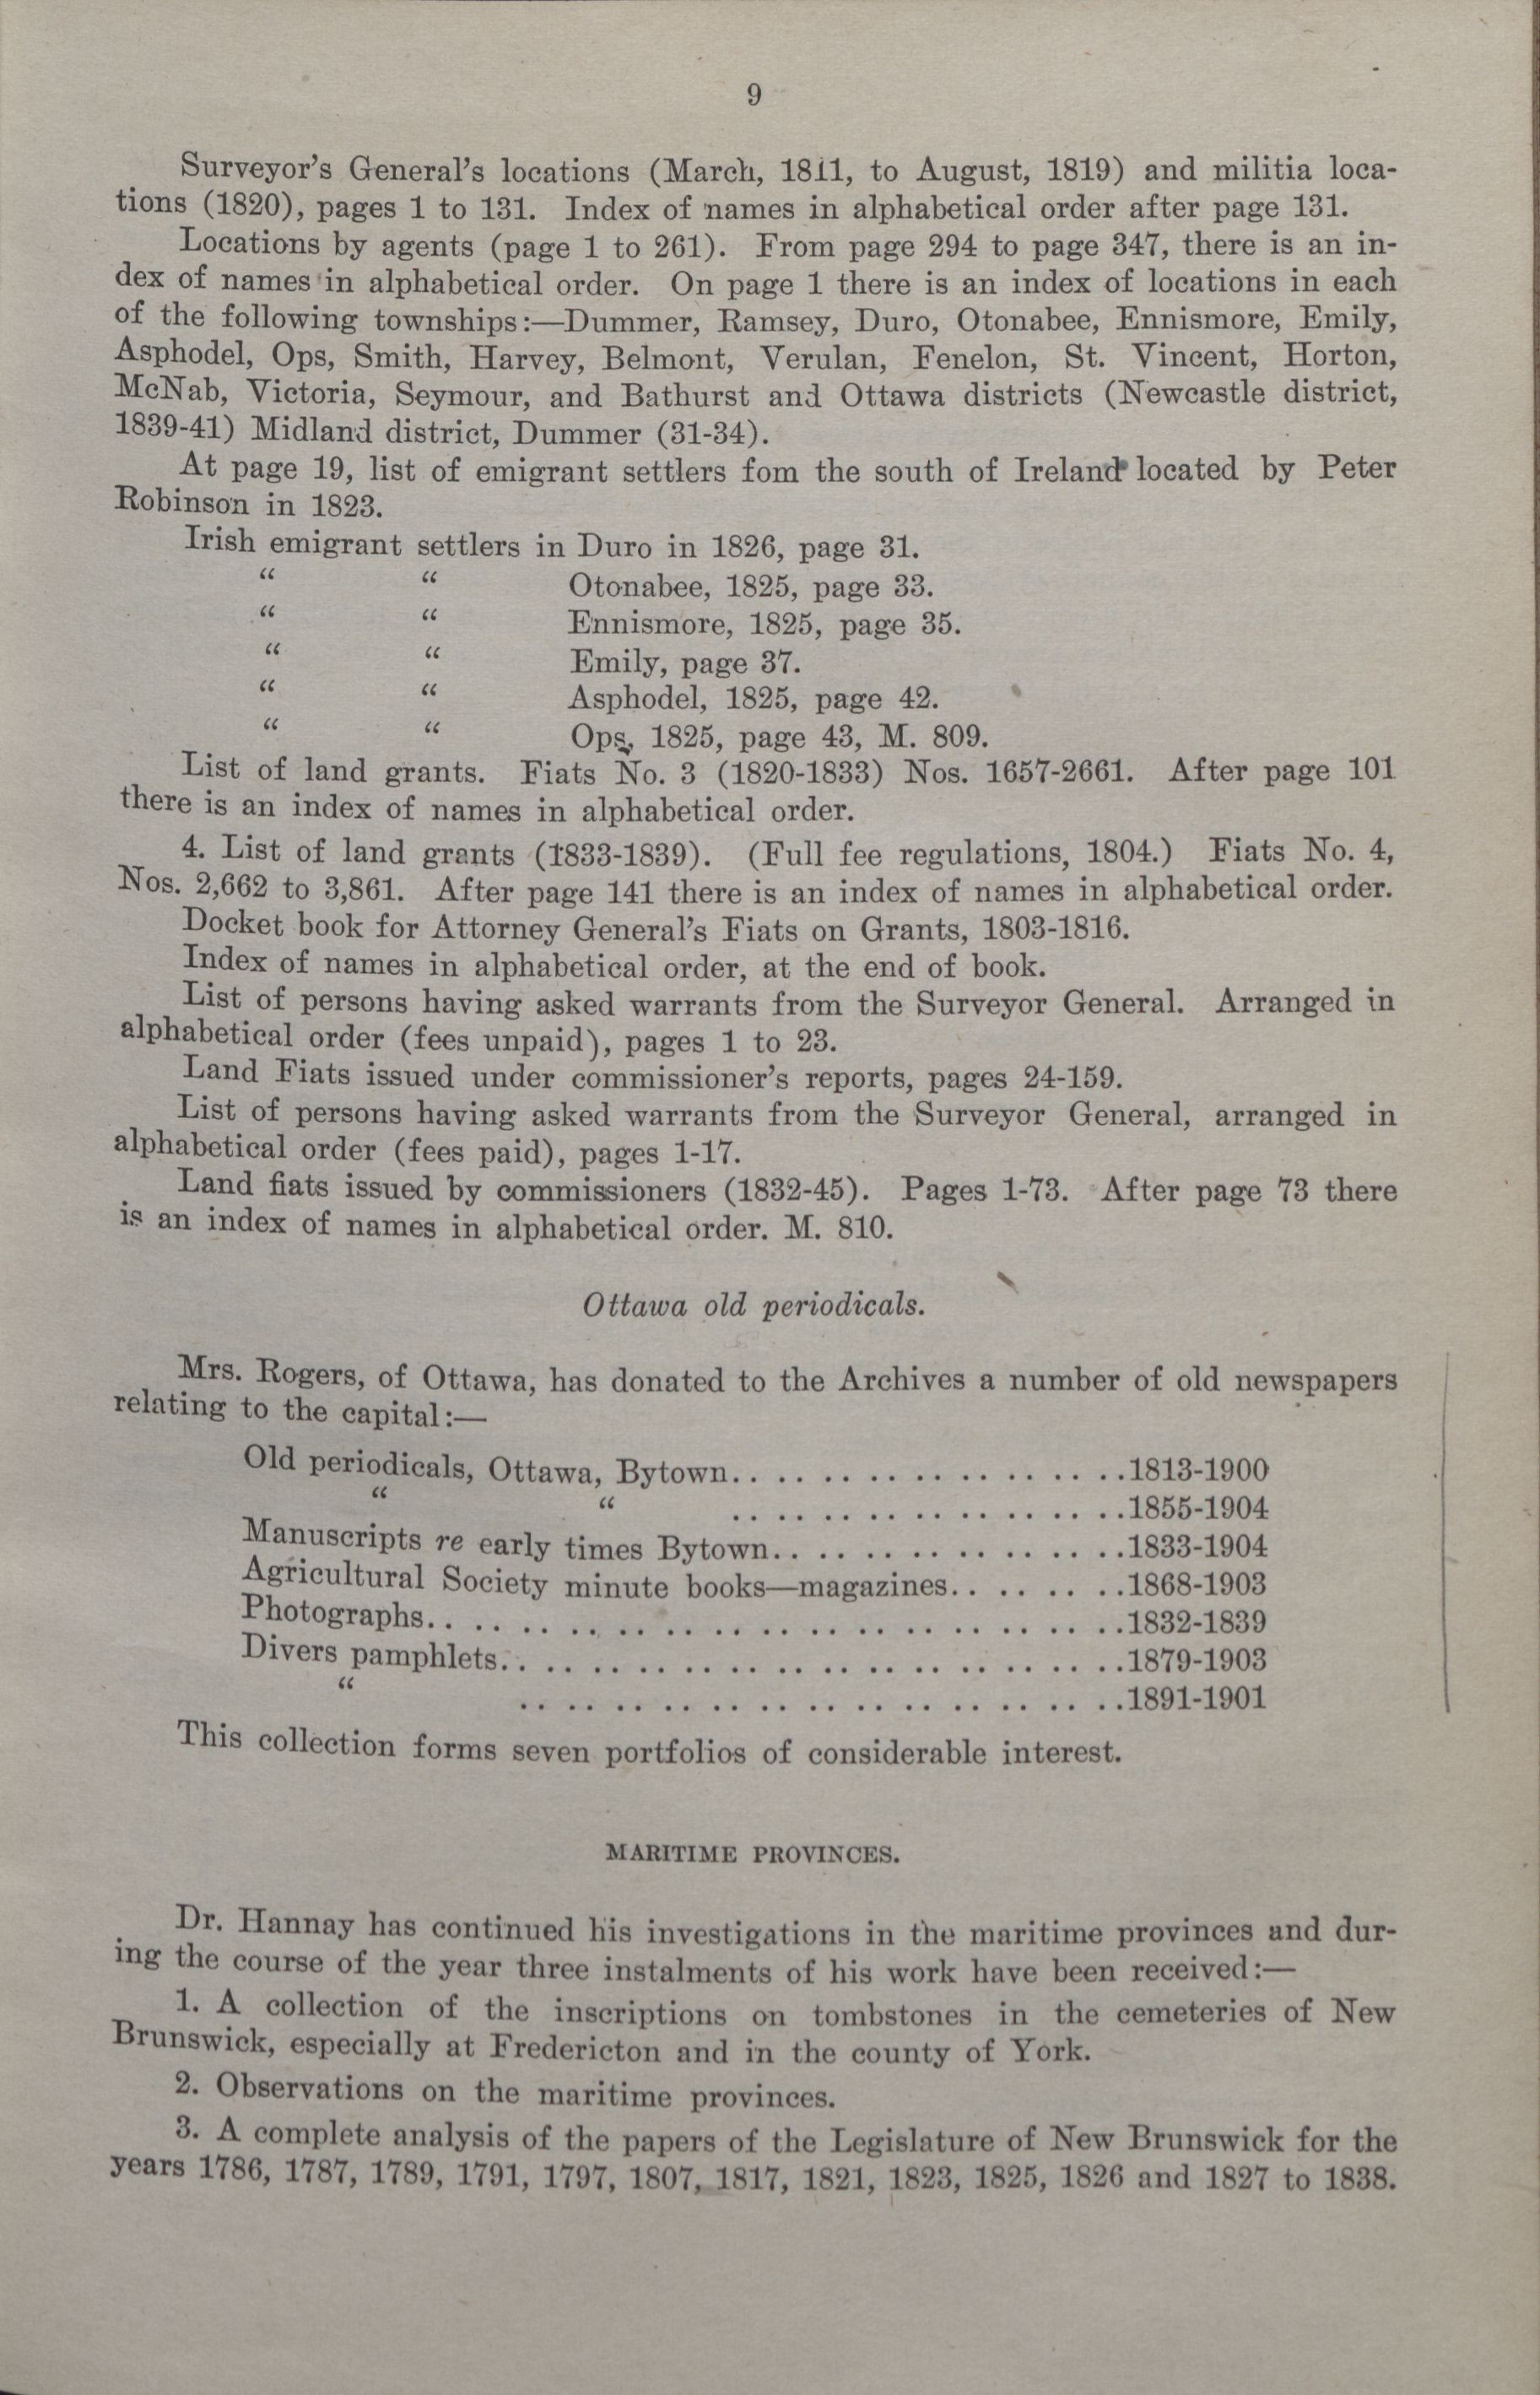 9
Surveyor's General's locations (March, 1811, to August, 1819) and militia loca-
tions (1820), pages 1 to 131. Index of names in alphabetical order after page 131.
Locations by agents (page 1 to 261). From page 294 to page 347, there is an in-
dex of names in alphabetical order. On page 1 there is an index of locations in each
of the following townships:—Dummer, Ramsey, Duro, Otonabee, Ennismore, Emily,
Asphodel, Ops, Smith, Harvey, Belmont, Verulan, Fenelon, St. Vincent, Horton,
McNab, Victoria, Seymour, and Bathurst and Ottawa districts (Newcastle district,
1839-41) Midland district, Dummer (31-34).
At page 19, list of emigrant settlers fom the south of Ireland located by Peter
Robinson in 1823.
Irish emigrant settlers in Duro in 1826, page 31.
" " Otonabee, 1825, page 33.
" " Ennismore, 1825, page 35.
" " Emily, page 37.
" " Asphodel, 1825, page 42.
" " Ops, 1825, page 43, M. 809.
List of land grants. Fiats No. 3 (1820-1833) Nos. 1657-2661. After page 101
there is an index of names in alphabetical order.
4. List of land grants (1833-1839). (Full fee regulations, 1804.) Fiats No. 4,
Nos. 2,662 to 3,861. After page 141 there is an index of names in alphabetical order.
Docket book for Attorney General's Fiats on Grants, 1803-1816.
Index of names in alphabetical order, at the end of book.
List of persons having asked warrants from the Surveyor General. Arranged in
alphabetical order (fees unpaid), pages 1 to 23.
Land Fiats issued under commissioner's reports, pages 24-159.
List of persons having asked warrants from the Surveyor General, arranged in
alphabetical order (fees paid), pages 1-17.
Land fiats issued by commissioners (1832-45). Pages 1-73. After page 73 there
is an index of names in alphabetical order. M. 810.
Ottawa old periodicals.
Mrs. Rogers, of Ottawa, has donated to the Archives a number of old newspapers
relating to the capital:—
Old periodicals, Ottawa, Bytown. . . . . . . . . . . . . . . . . . .1813-1900
" " . . . . . . . . . . . . . . . . . .1855-1904
Manuscripts re early times Bytown. . . . . . . . . . . . . . . . .1833-1904
Agricultural Society minute books—magazines. . . . . . . . .1868-1903
Photographs. . . . . . . . . . . . . . . . . . . . . . . . . . . . . . .1832-1839
Divers pamphlets. . . . . . . . . . . . . . . . . . . . . . . . . . . .1879-1903
" . . . . . . . . . . . . . . . . . . . . . . . . . . .1891-1901
This collection forms seven portfolios of considerable interest.
MARITIME PROVINCES.
Dr. Hannay has continued his investigations in the maritime provinces and dur-
ing the course of the year three instalments of his work have been received:—
1. A collection of the inscriptions on tombstones in the cemeteries of New
Brunswick, especially at Fredericton and in the county of York.
2. Observations on the maritime provinces.
3. A complete analysis of the papers of the Legislature of New Brunswick for the
years 1786, 1787, 1789, 1791, 1797, 1807, 1817, 1821, 1823, 1825, 1826 and 1827 to 1838.